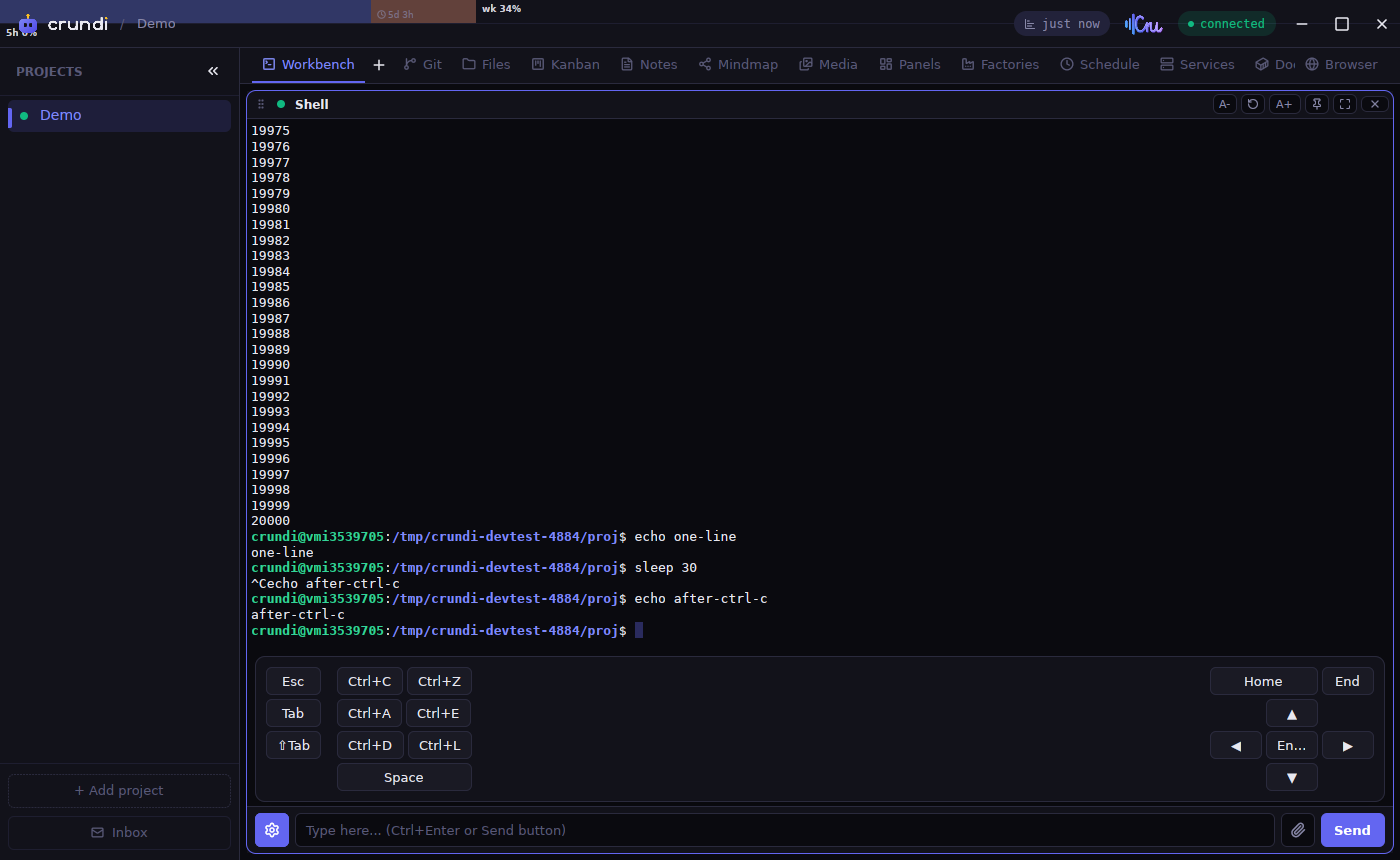 5h
5d 3h
wk 34%
crundi / Demo
just now
Cru
connected
PROJECTS
Demo
+ Add project
Inbox
Workbench
Git
Files
Kanban
Notes
Mindmap
Media
Panels
Factories
Schedule
Services
Doc
Browser
Shell
A-
A+
19975
19976
19977
19978
19979
19980
19981
19982
19983
19984
19985
19986
19987
19988
19989
19990
19991
19992
19993
19994
19995
19996
19997
19998
19999
20000
crundi@vmi3539705:/tmp/crundi-devtest-4884/proj$ echo one-line
one-line
crundi@vmi3539705:/tmp/crundi-devtest-4884/proj$ sleep 30
^Cecho after-ctrl-c
crundi@vmi3539705:/tmp/crundi-devtest-4884/proj$ echo after-ctrl-c
after-ctrl-c
crundi@vmi3539705:/tmp/crundi-devtest-4884/proj$
Esc Ctrl+C Ctrl+Z Home End
Tab Ctrl+A Ctrl+E ▲
⇧Tab Ctrl+D Ctrl+L ◀ En... ▶
Space ▼
Type here... (Ctrl+Enter or Send button)
Send